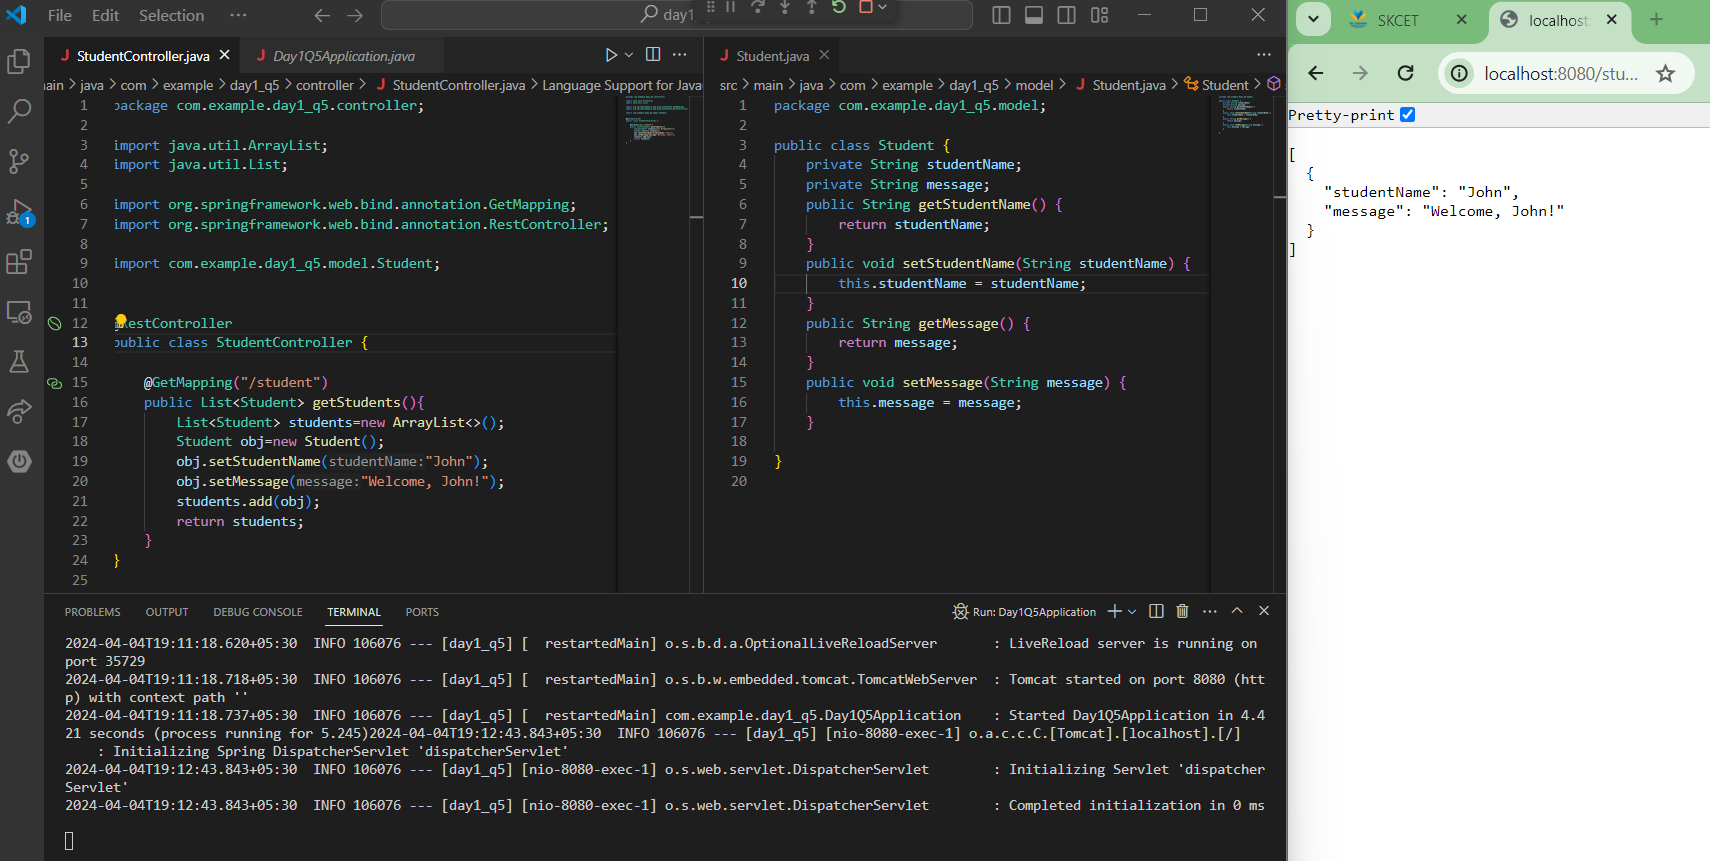 File Edit Selection ··· day1
StudentController.java
Day1Q5Application.java
Student.java
main > java > com > example > day1_q5 > controller > J StudentController.java > Language Support for Java
src > main > java > com > example > day1_q5 > model > J Student.java > Student >
1 package com.example.day1_q5.controller;
2
3 import java.util.ArrayList;
4 import java.util.List;
5
6 import org.springframework.web.bind.annotation.GetMapping;
7 import org.springframework.web.bind.annotation.RestController;
8
9 import com.example.day1_q5.model.Student;
10
11
12 @RestController
13 public class StudentController {
14
15 @GetMapping("/student")
16 public List<Student> getStudents(){
17 List<Student> students=new ArrayList<>();
18 Student obj=new Student();
19 obj.setStudentName(studentName:"John");
20 obj.setMessage(message:"Welcome, John!");
21 students.add(obj);
22 return students;
23 }
24 }
25
1 package com.example.day1_q5.model;
2
3 public class Student {
4 private String studentName;
5 private String message;
6 public String getStudentName() {
7 return studentName;
8 }
9 public void setStudentName(String studentName) {
10 this.studentName = studentName;
11 }
12 public String getMessage() {
13 return message;
14 }
15 public void setMessage(String message) {
16 this.message = message;
17 }
18
19 }
20
PROBLEMS OUTPUT DEBUG CONSOLE TERMINAL PORTS Run: Day1Q5Application
2024-04-04T19:11:18.620+05:30 INFO 106076 --- [day1_q5] [ restartedMain] o.s.b.d.a.OptionalLiveReloadServer : LiveReload server is running on
port 35729
2024-04-04T19:11:18.718+05:30 INFO 106076 --- [day1_q5] [ restartedMain] o.s.b.w.embedded.tomcat.TomcatWebServer : Tomcat started on port 8080 (htt
p) with context path ''
2024-04-04T19:11:18.737+05:30 INFO 106076 --- [day1_q5] [ restartedMain] com.example.day1_q5.Day1Q5Application : Started Day1Q5Application in 4.4
21 seconds (process running for 5.245)2024-04-04T19:12:43.843+05:30 INFO 106076 --- [day1_q5] [nio-8080-exec-1] o.a.c.c.C.[Tomcat].[localhost].[/]
: Initializing Spring DispatcherServlet 'dispatcherServlet'
2024-04-04T19:12:43.843+05:30 INFO 106076 --- [day1_q5] [nio-8080-exec-1] o.s.web.servlet.DispatcherServlet : Initializing Servlet 'dispatcher
Servlet'
2024-04-04T19:12:43.843+05:30 INFO 106076 --- [day1_q5] [nio-8080-exec-1] o.s.web.servlet.DispatcherServlet : Completed initialization in 0 ms
SKCET
localhost:
localhost:8080/stu...
Pretty-print
[
{
"studentName": "John",
"message": "Welcome, John!"
}
]